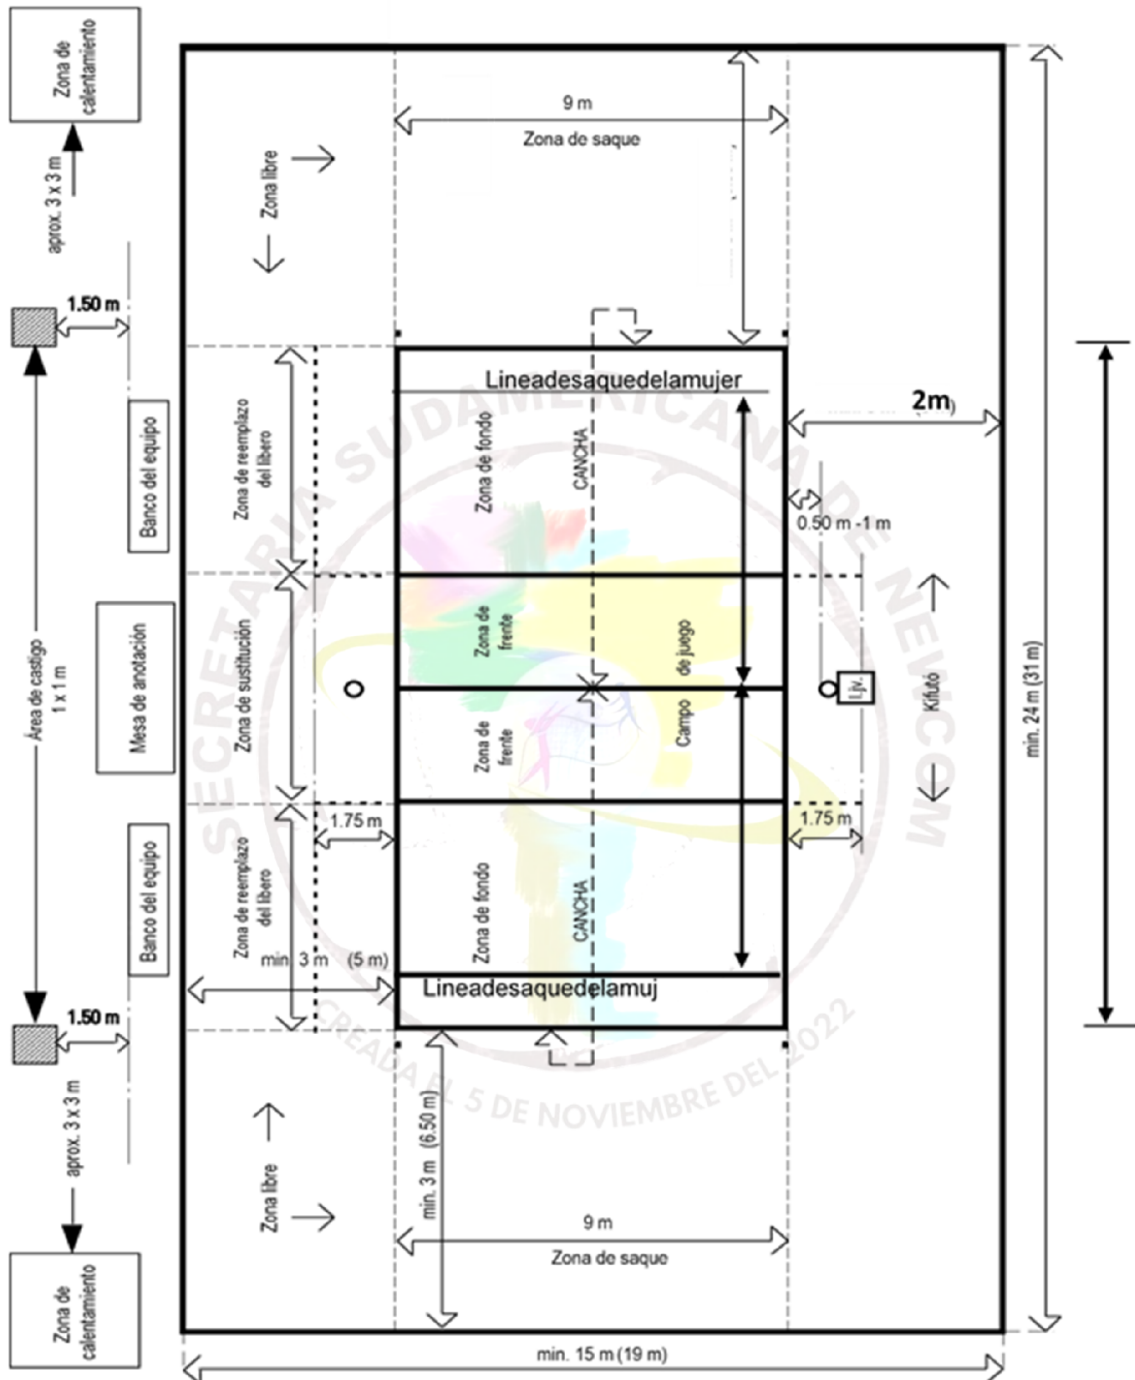 Zona de
calentamiento
aprox. 3 x 3 m
9 m
Zona de saque
Zona libre
1.50 m
Lineadesaquedelamujer
2m)
Banco del equipo
Zona de reemplazo
del libero
Zona de fondo
CANCHA
0.50 m -1 m
Área de castigo
1 x 1 m
Mesa de anotación
Zona de sustitución
Zona de
frente
de juego
Zona de
frente
Campo
min. 24 m (31 m)
1.75 m
1.75 m
Banco del equipo
Zona de reemplazo
del libero
Zona de fondo
CANCHA
min. 3 m (5 m)
Lineadesaquedelamuj
1.50 m
aprox. 3 x 3 m
Zona libre
min. 3 m (6.50 m)
9 m
Zona de saque
Zona de
calentamiento
min. 15 m (19 m)
SECRETARIA SUDAMERICANA DE NEWCOM
CREADA EL 5 DE NOVIEMBRE DEL 2022